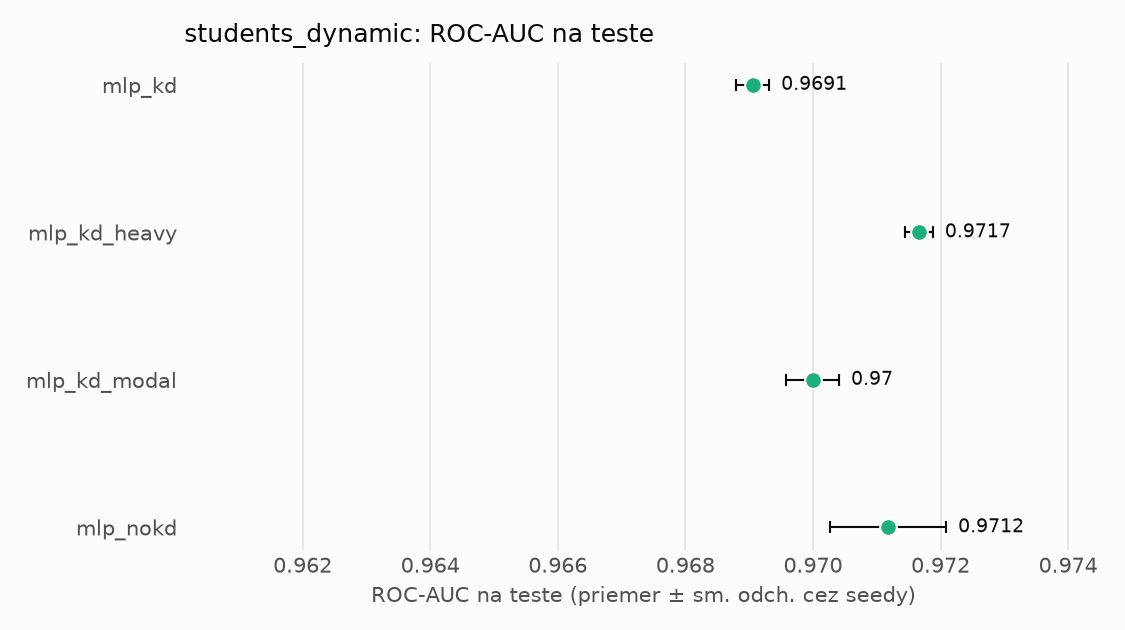 students_dynamic: ROC-AUC na teste
mlp_kd
0.9691
mlp_kd_heavy
0.9717
mlp_kd_modal
0.97
mlp_nokd
0.9712
0.962 0.964 0.966 0.968 0.970 0.972 0.974
ROC-AUC na teste (priemer ± sm. odch. cez seedy)